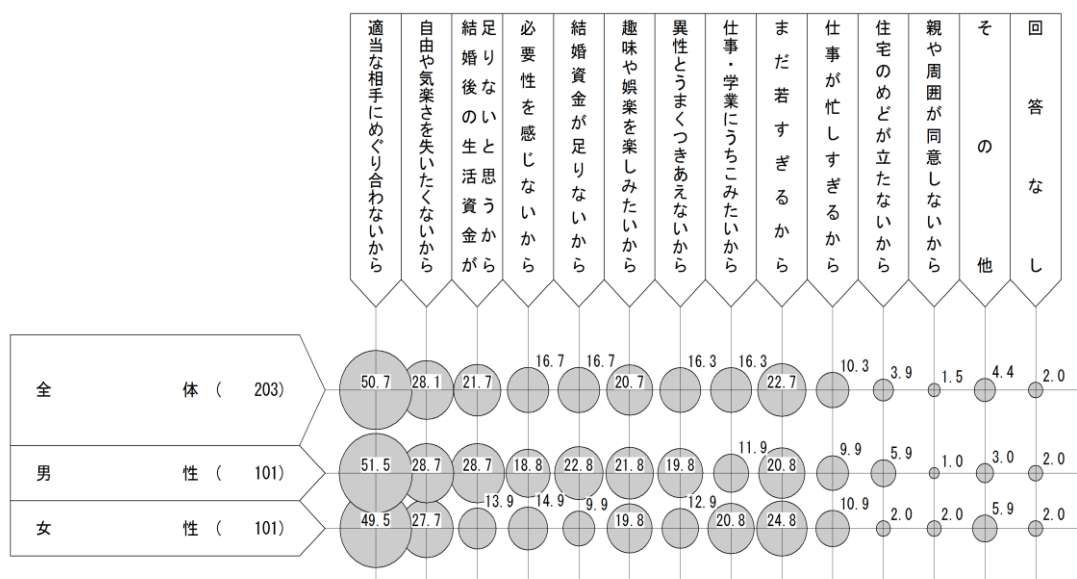 適当な相手にめぐり合わないから
自由や気楽さを失いたくないから
結婚後の生活資金が
足りないと思うから
必要性を感じないから
結婚資金が足りないから
趣味や娯楽を楽しみたいから
異性とうまくつきあえないから
仕事・学業にうちこみたいから
まだ若すぎるから
仕事が忙しすぎるから
住宅のめどが立たないから
親や周囲が同意しないから
その他
回答なし
全体 ( 203)
50.7 28.1 21.7 16.7 16.7 20.7 16.3 16.3 22.7 10.3 3.9 1.5 4.4 2.0
男性 ( 101)
51.5 28.7 28.7 18.8 22.8 21.8 19.8 11.9 20.8 9.9 5.9 1.0 3.0 2.0
女性 ( 101)
49.5 27.7 13.9 14.9 9.9 19.8 12.9 20.8 24.8 10.9 2.0 2.0 5.9 2.0